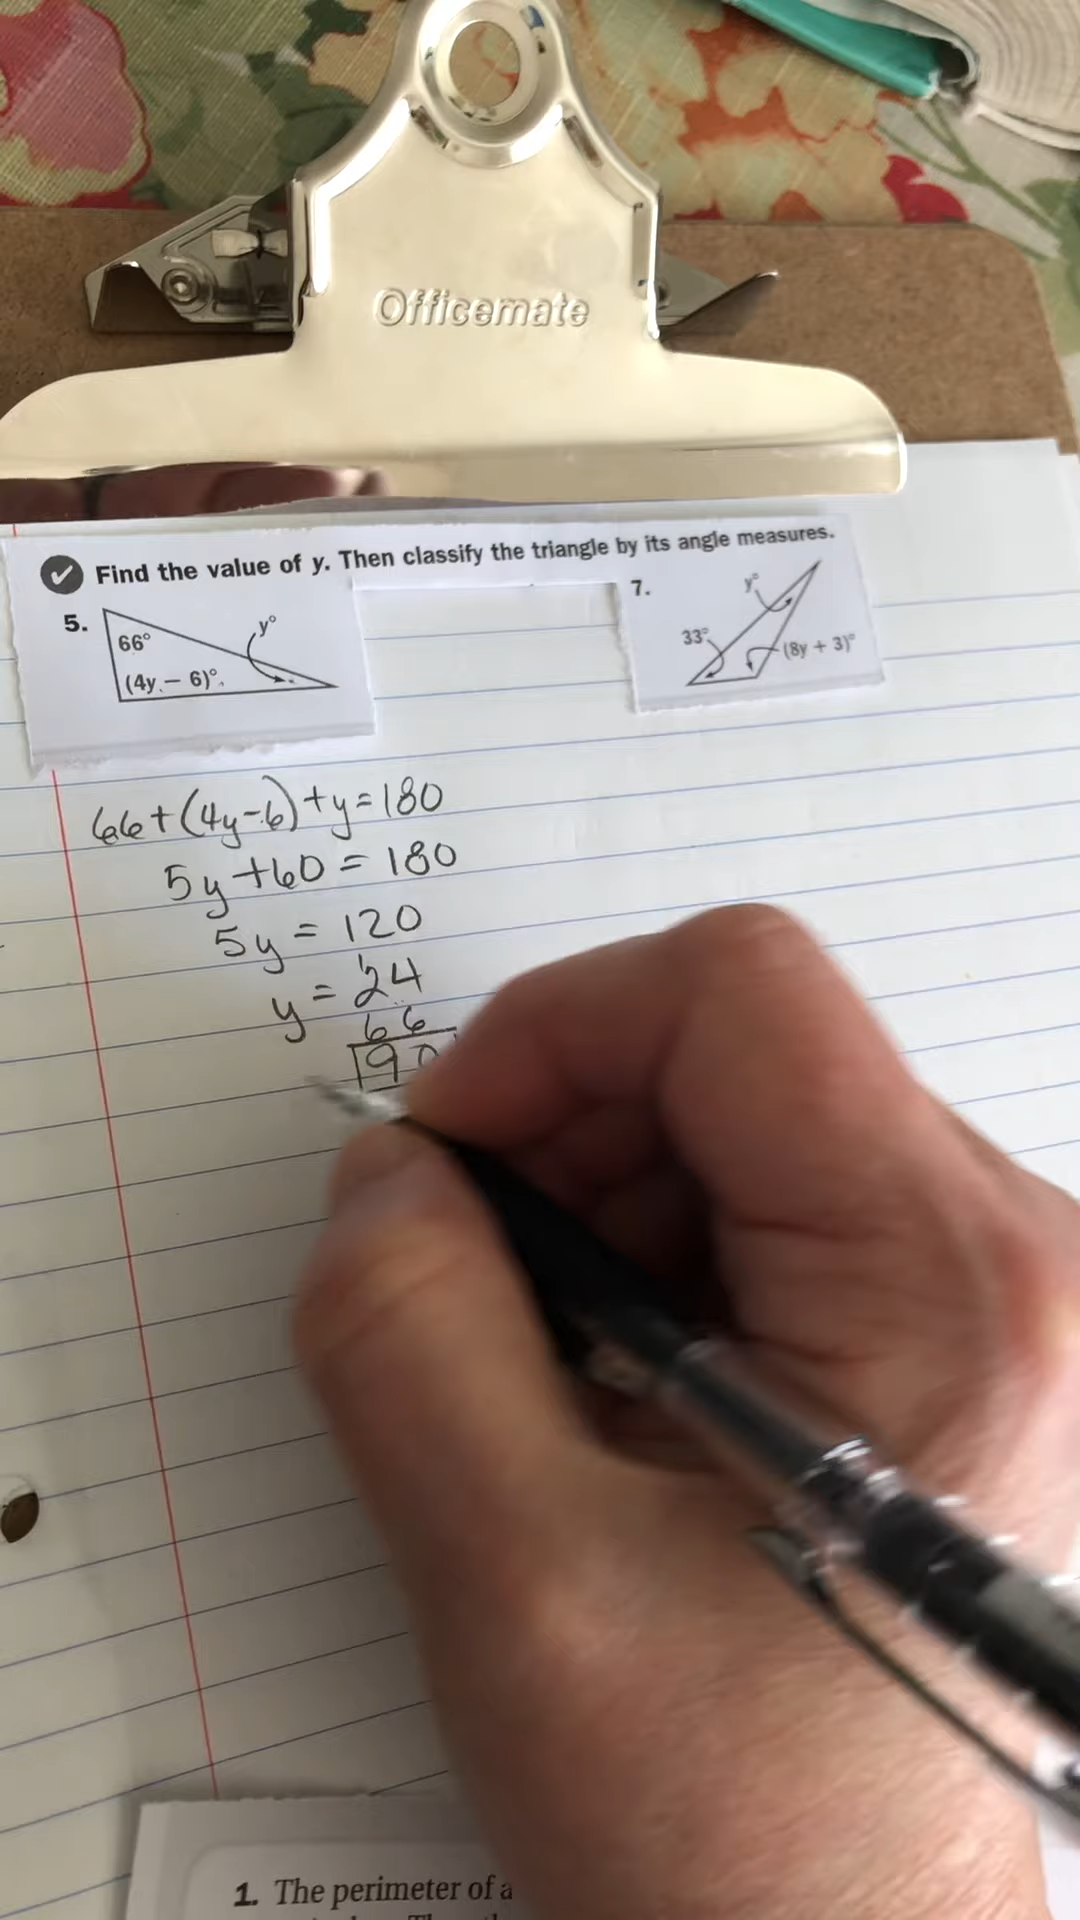 Officemate
Find the value of y. Then classify the triangle by its angle measures.
5.
66°
y°
(4y - 6)°
7.
y°
33°
(8y + 3)°
66+(4y-6)+y=180
5y+60=180
5y=120
y=24
66
90
1. The perimeter of a